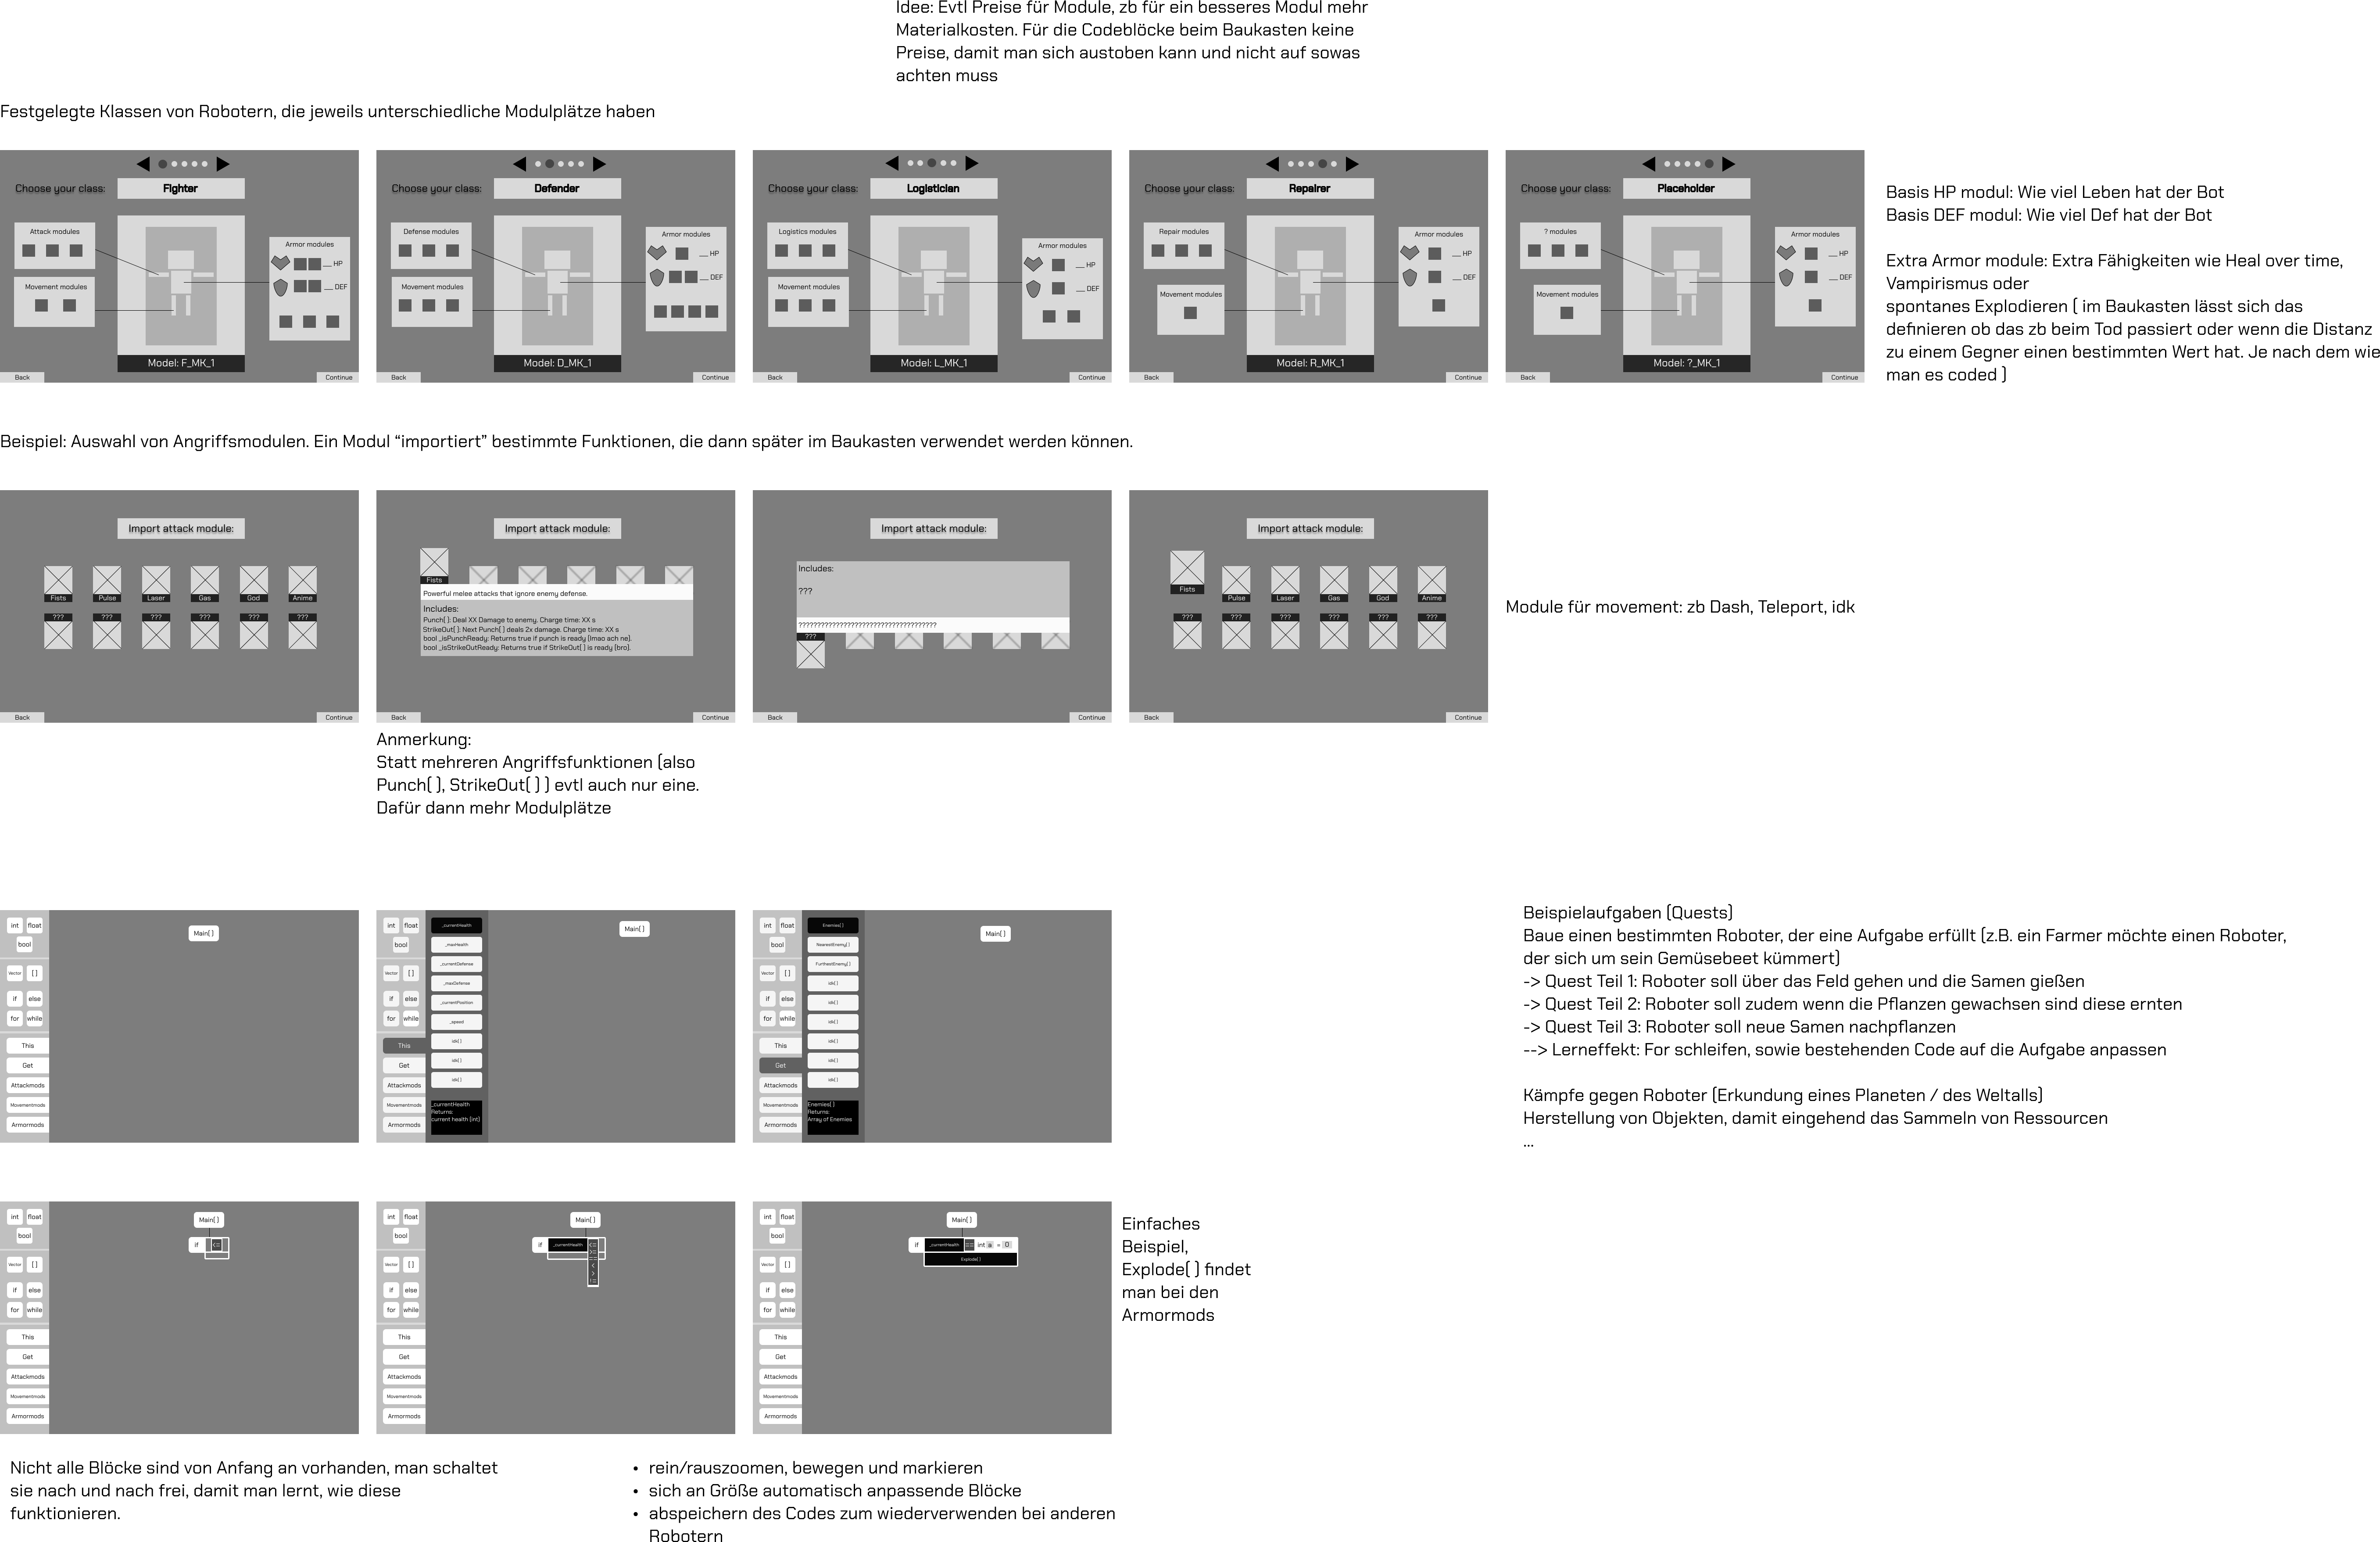 Idee: Evtl Preise für Module, zb für ein besseres Modul mehr
Materialkosten. Für die Codeblöcke beim Baukasten keine
Preise, damit man sich austoben kann und nicht auf sowas
achten muss
Festgelegte Klassen von Robotern, die jeweils unterschiedliche Modulplätze haben
Choose your class:
Fighter
Attack modules
Movement modules
Armor modules
__ HP
__ DEF
Model: F_MK_1
Back
Continue
Choose your class:
Defender
Defense modules
Movement modules
Armor modules
__ HP
__ DEF
Model: D_MK_1
Back
Continue
Choose your class:
Logistician
Logistics modules
Movement modules
Armor modules
__ HP
__ DEF
Model: L_MK_1
Back
Continue
Choose your class:
Repairer
Repair modules
Movement modules
Armor modules
__ HP
__ DEF
Model: R_MK_1
Back
Continue
Choose your class:
Placeholder
? modules
Movement modules
Armor modules
__ HP
__ DEF
Model: ?_MK_1
Back
Continue
Basis HP modul: Wie viel Leben hat der Bot
Basis DEF modul: Wie viel Def hat der Bot
Extra Armor module: Extra Fähigkeiten wie Heal over time,
Vampirismus oder
spontanes Explodieren ( im Baukasten lässt sich das
definieren ob das zb beim Tod passiert oder wenn die Distanz
zu einem Gegner einen bestimmten Wert hat. Je nach dem wie
man es coded )
Beispiel: Auswahl von Angriffsmodulen. Ein Modul “importiert” bestimmte Funktionen, die dann später im Baukasten verwendet werden können.
Import attack module:
Fists Pulse Laser Gas God Anime
??? ??? ??? ??? ??? ???
Back
Continue
Import attack module:
Fists
Powerful melee attacks that ignore enemy defense.
Includes:
Punch( ): Deal XX Damage to enemy. Charge time: XX s
StrikeOut( ): Next Punch( ) deals 2x damage. Charge time: XX s
bool _isPunchReady: Returns true if punch is ready (lmao ach ne).
bool _isStrikeOutReady: Returns true if StrikeOut( ) is ready (bro).
Back
Continue
Import attack module:
Includes:
???
?????????????????????????????????????
???
Back
Continue
Import attack module:
Fists Pulse Laser Gas God Anime
??? ??? ??? ??? ??? ???
Back
Continue
Module für movement: zb Dash, Teleport, idk
Anmerkung:
Statt mehreren Angriffsfunktionen (also
Punch( ), StrikeOut( ) ) evtl auch nur eine.
Dafür dann mehr Modulplätze
int float
bool
Vector [ ]
if else
for while
This
Get
Attackmods
Movementmods
Armormods
Main( )
int float
bool
Vector [ ]
if else
for while
This
Get
Attackmods
Movementmods
Armormods
_currentHealth
_maxHealth
_currentDefense
_maxDefense
_currentPosition
_speed
idk( )
idk( )
idk( )
_currentHealth
Returns:
current health (int)
Main( )
int float
bool
Vector [ ]
if else
for while
This
Get
Attackmods
Movementmods
Armormods
Enemies( )
NearestEnemy( )
FurthestEnemy( )
idk( )
idk( )
idk( )
idk( )
idk( )
idk( )
Enemies( )
Returns:
Array of Enemies
Main( )
Beispielaufgaben (Quests)
Baue einen bestimmten Roboter, der eine Aufgabe erfüllt (z.B. ein Farmer möchte einen Roboter,
der sich um sein Gemüsebeet kümmert)
-> Quest Teil 1: Roboter soll über das Feld gehen und die Samen gießen
-> Quest Teil 2: Roboter soll zudem wenn die Pflanzen gewachsen sind diese ernten
-> Quest Teil 3: Roboter soll neue Samen nachpflanzen
--> Lerneffekt: For schleifen, sowie bestehenden Code auf die Aufgabe anpassen
Kämpfe gegen Roboter (Erkundung eines Planeten / des Weltalls)
Herstellung von Objekten, damit eingehend das Sammeln von Ressourcen
...
int float
bool
Vector [ ]
if else
for while
This
Get
Attackmods
Movementmods
Armormods
Main( )
if <=
int float
bool
Vector [ ]
if else
for while
This
Get
Attackmods
Movementmods
Armormods
Main( )
if _currentHealth <=
>=
==
<
>
!=
int float
bool
Vector [ ]
if else
for while
This
Get
Attackmods
Movementmods
Armormods
Main( )
if _currentHealth == int a = 0
Explode( )
Einfaches
Beispiel,
Explode( ) findet
man bei den
Armormods
Nicht alle Blöcke sind von Anfang an vorhanden, man schaltet
sie nach und nach frei, damit man lernt, wie diese
funktionieren.
• rein/rauszoomen, bewegen und markieren
• sich an Größe automatisch anpassende Blöcke
• abspeichern des Codes zum wiederverwenden bei anderen
Robotern